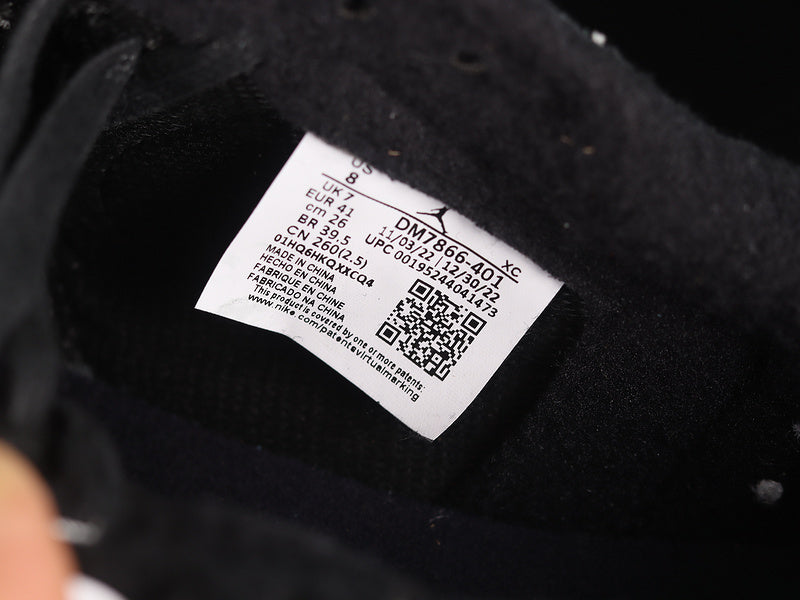 US
8
UK 7
EUR 41
cm 26
BR 39.5
CN 260(2.5)
01HQ6HKQXXCQ4
MADE IN CHINA
HECHO EN CHINA
FABRIQUE EN CHINE
FABRICADO NA CHINA
This product is covered by one or more patents:
www.nike.com/patentsvirtualmarking
DM7866-401 XC
11/03/22 | 12/30/22
UPC 00195244041473